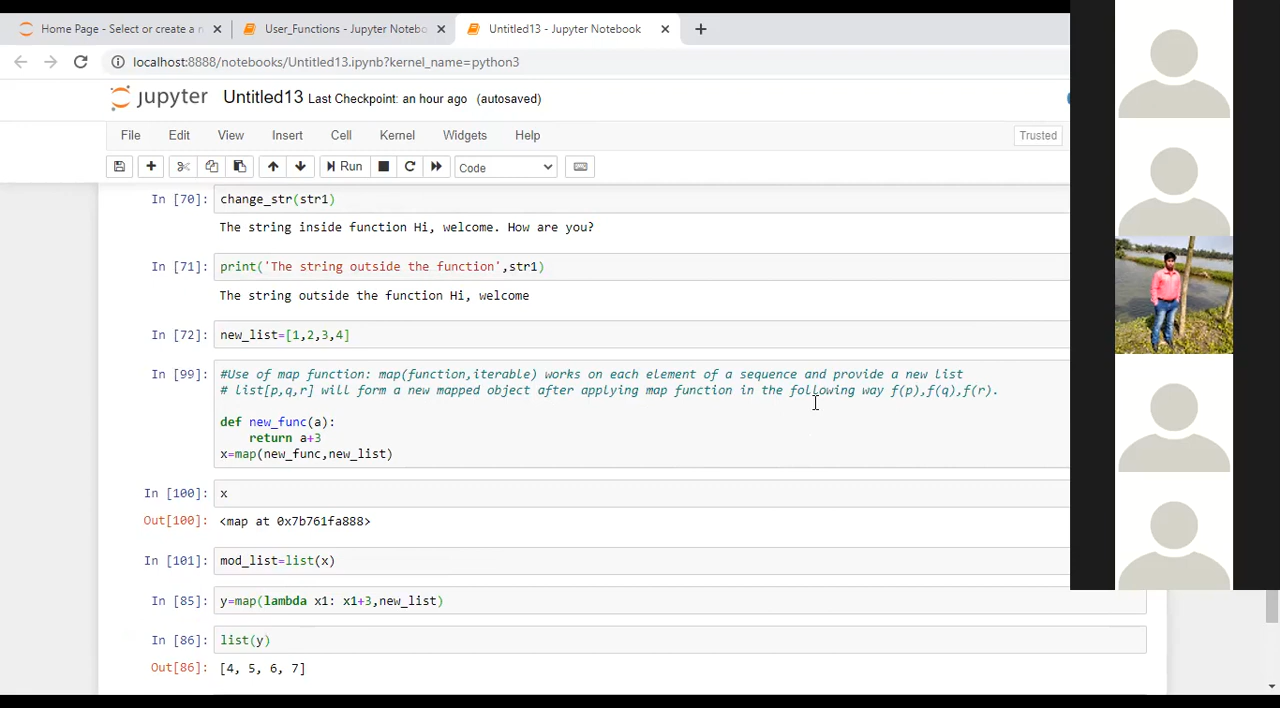 Home Page - Select or create a n
User_Functions - Jupyter Notebo
Untitled13 - Jupyter Notebook
localhost:8888/notebooks/Untitled13.ipynb?kernel_name=python3
jupyter Untitled13 Last Checkpoint: an hour ago (autosaved)
File Edit View Insert Cell Kernel Widgets Help Trusted
Run Code
In [70]: change_str(str1)
The string inside function Hi, welcome. How are you?
In [71]: print('The string outside the function',str1)
The string outside the function Hi, welcome
In [72]: new_list=[1,2,3,4]
In [99]: #Use of map function: map(function,iterable) works on each element of a sequence and provide a new list
# list[p,q,r] will form a new mapped object after applying map function in the following way f(p),f(q),f(r).
def new_func(a):
    return a+3
x=map(new_func,new_list)
In [100]: x
Out[100]: <map at 0x7b761fa888>
In [101]: mod_list=list(x)
In [85]: y=map(lambda x1: x1+3,new_list)
In [86]: list(y)
Out[86]: [4, 5, 6, 7]